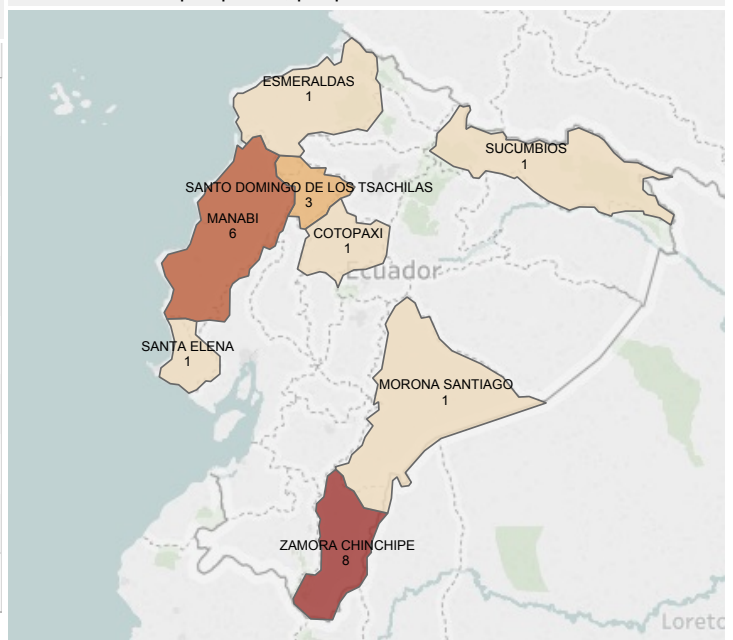 ESMERALDAS
1
SUCUMBIOS
1
SANTO DOMINGO DE LOS TSACHILAS
3
MANABI
6
COTOPAXI
1
Ecuador
SANTA ELENA
1
MORONA SANTIAGO
1
ZAMORA CHINCHIPE
8
Loreto